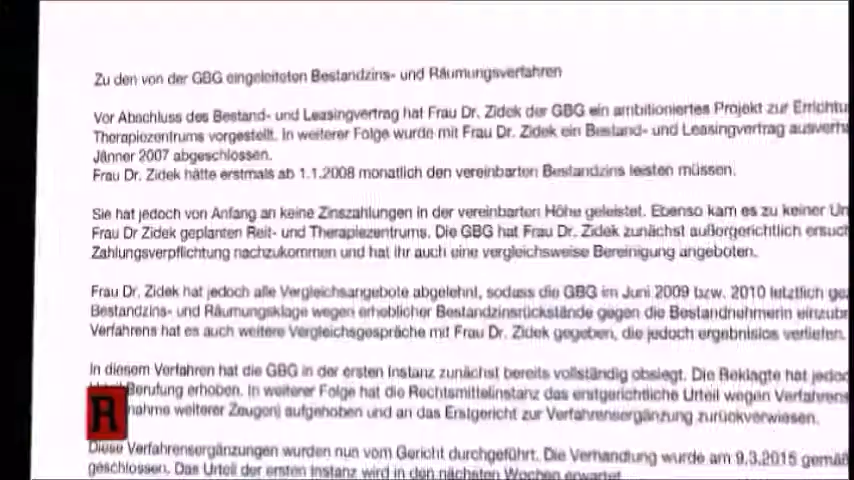 Zu den von der GBG eingeleiteten Bestandzins- und Räumungsverfahren
Vor Abschluss des Bestand- und Leasingvertrag hat Frau Dr. Zidek der GBG ein ambitioniertes Projekt zur Errichtu
Therapiezentrums vorgestellt. In weiterer Folge wurde mit Frau Dr. Zidek ein Bestand- und Leasingvertrag ausverha
Jänner 2007 abgeschlossen.
Frau Dr. Zidek hätte erstmals ab 1.1.2008 monatlich den vereinbarten Bestandzins leisten müssen.
Sie hat jedoch von Anfang an keine Zinszahlungen in der vereinbarten Höhe geleistet. Ebenso kam es zu keiner Um
Frau Dr Zidek geplanten Reit- und Therapiezentrums. Die GBG hat Frau Dr. Zidek zunächst außergerichtlich ersuch
Zahlungsverpflichtung nachzukommen und hat ihr auch eine vergleichsweise Bereinigung angeboten.
Frau Dr. Zidek hat jedoch alle Vergleichsangebote abgelehnt, sodass die GBG im Juni 2009 bzw. 2010 letztlich
Bestandzins- und Räumungsklage wegen erheblicher Bestandzinsrückstände gegen die Bestandnehmerin einzubr
Verfahrens hat es auch weitere Vergleichsgespräche mit Frau Dr. Zidek gegeben, die jedoch ergebnislos verliefen.
In diesem Verfahren hat die GBG in der ersten Instanz zunächst bereits vollständig obsiegt. Die Beklagte hat jedoc
Berufung erhoben. In weiterer Folge hat die Rechtsmittelinstanz das erstgerichtliche Urteil wegen Verfahrens
R nahme weiterer Zeugen) aufgehoben und an das Erstgericht zur Verfahrensergänzung zurückverwiesen.
Diese Verfahrensergänzungen wurden nun vom Gericht durchgeführt. Die Verhandlung wurde am 9.3.2015 gemä
geschlossen. Das Urteil der ersten Instanz wird in den nächsten Wochen erwartet